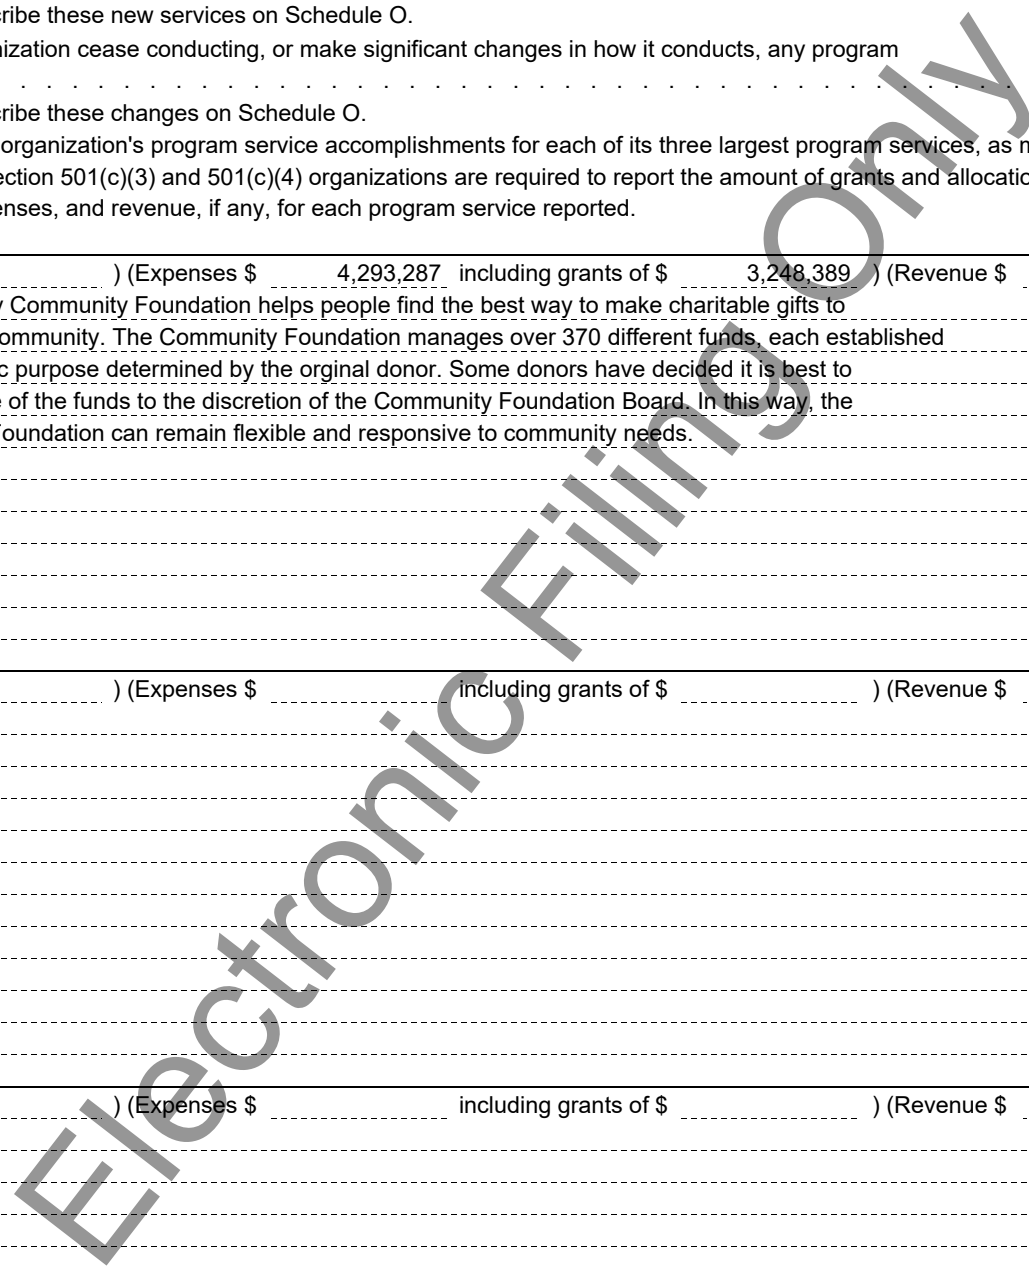 ribe these new services on Schedule O.
nization cease conducting, or make significant changes in how it conducts, any program
. . . . . . . . . . . . . . . . . . . . . . . . . . . . . . . . . . . . . . .
ribe these changes on Schedule O.
organization's program service accomplishments for each of its three largest program services, as m
ection 501(c)(3) and 501(c)(4) organizations are required to report the amount of grants and allocatio
enses, and revenue, if any, for each program service reported.
) (Expenses $ 4,293,287 including grants of $ 3,248,389 ) (Revenue $
y Community Foundation helps people find the best way to make charitable gifts to
ommunity. The Community Foundation manages over 370 different funds, each established
c purpose determined by the orginal donor. Some donors have decided it is best to
e of the funds to the discretion of the Community Foundation Board. In this way, the
Foundation can remain flexible and responsive to community needs.
) (Expenses $ including grants of $ ) (Revenue $
) (Expenses $ including grants of $ ) (Revenue $
Electronic Filing Only